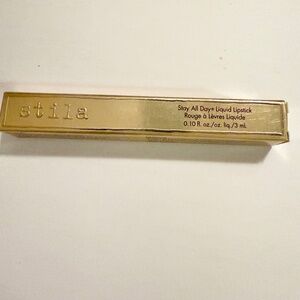 stila
Stay All Day® Liquid Lipstick
Rouge à Lèvres Liquide
0.10 fl. oz./oz. liq./3 ml